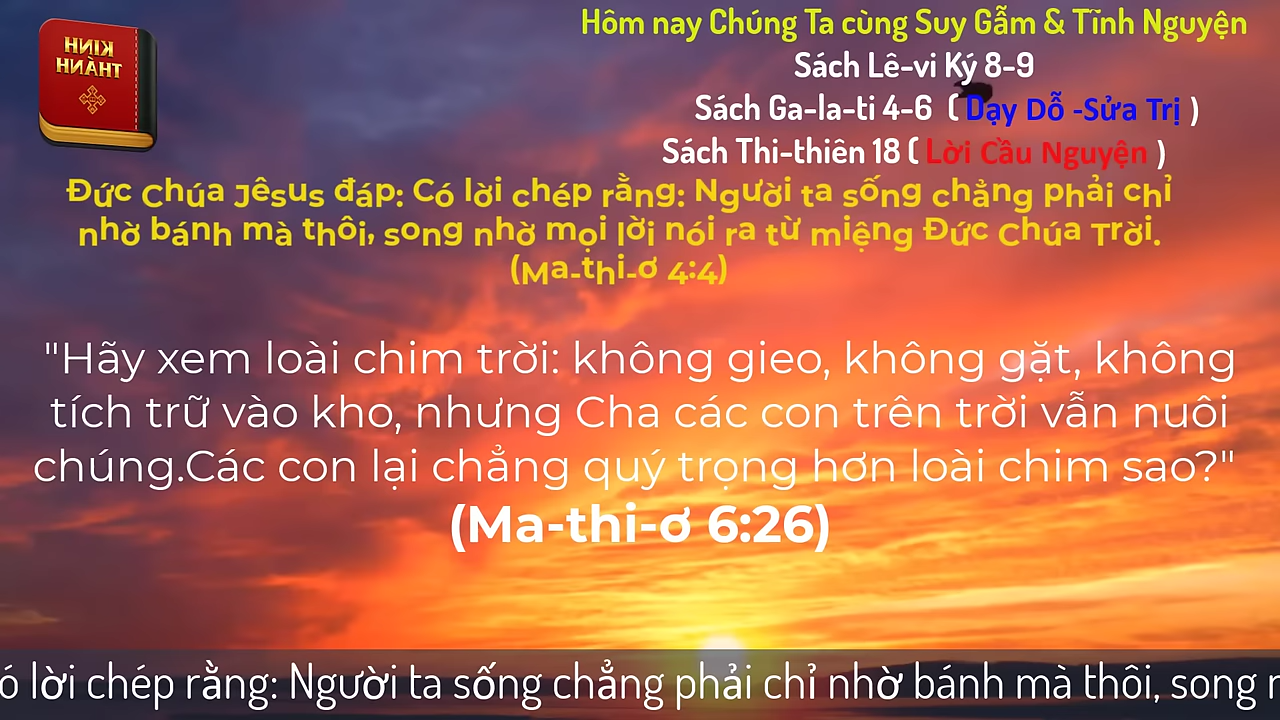 KINH
THÀNH
Hôm nay Chúng Ta cùng Suy Gẫm & Tĩnh Nguyện
Sách Lê-vi Ký 8-9
Sách Ga-la-ti 4-6 ( Dạy Dỗ -Sửa Trị )
Sách Thi-thiên 18 ( Lời Cầu Nguyện )
Đức Chúa Jêsus đáp: Có lời chép rằng: Người ta sống chẳng phải chỉ
nhờ bánh mà thôi, song nhờ mọi lời nói ra từ miệng Đức Chúa Trời.
(Ma-thi-ơ 4:4)
"Hãy xem loài chim trời: không gieo, không gặt, không
tích trữ vào kho, nhưng Cha các con trên trời vẫn nuôi
chúng.Các con lại chẳng quý trọng hơn loài chim sao?"
(Ma-thi-ơ 6:26)
ó lời chép rằng: Người ta sống chẳng phải chỉ nhờ bánh mà thôi, song